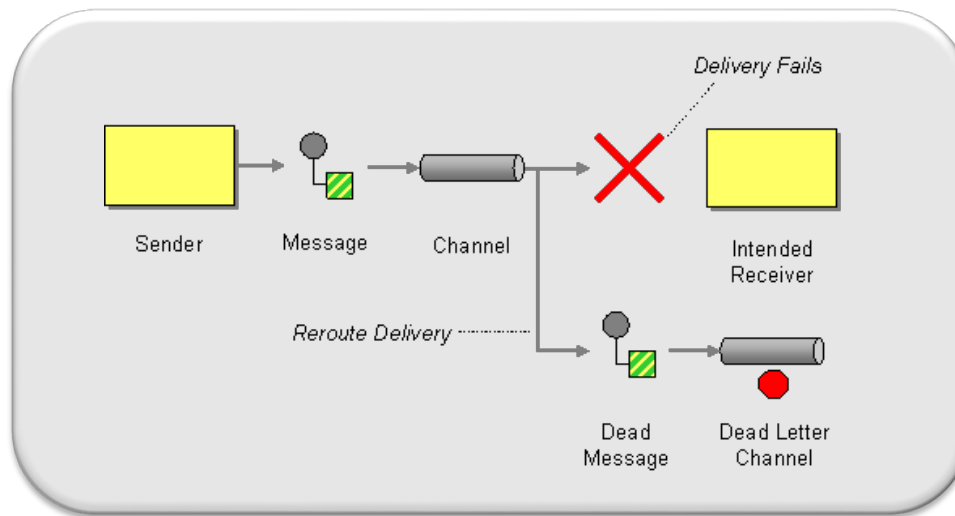 Delivery Fails
Sender
Message
Channel
Intended
Receiver
Reroute Delivery
Dead
Message
Dead Letter
Channel